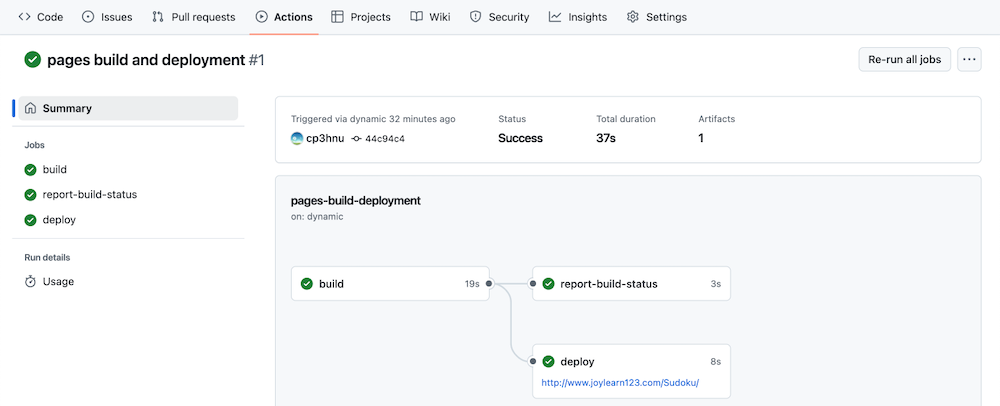 Code Issues Pull requests Actions Projects Wiki Security Insights Settings
pages build and deployment #1
Re-run all jobs
Summary
Jobs
build
report-build-status
deploy
Run details
Usage
Triggered via dynamic 32 minutes ago
cp3hnu 44c94c4
Status
Success
Total duration
37s
Artifacts
1
pages-build-deployment
on: dynamic
build 19s
report-build-status 3s
deploy 8s
http://www.joylearn123.com/Sudoku/